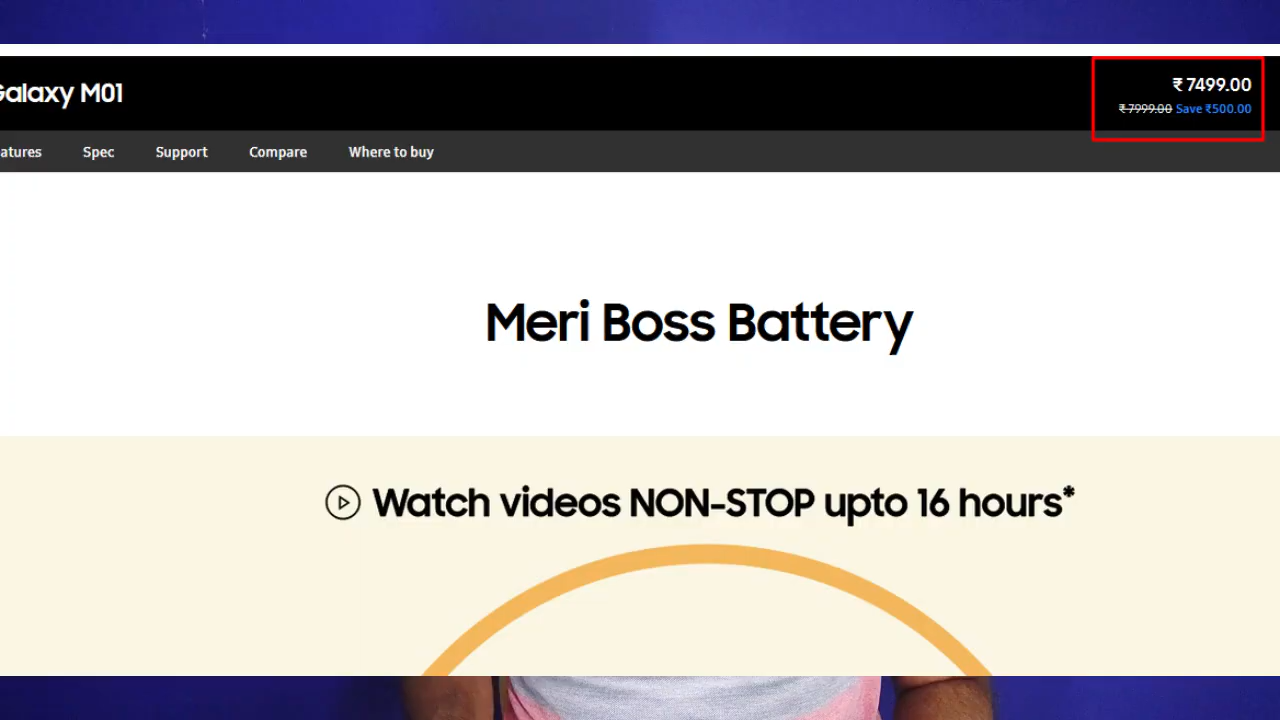 Galaxy M01
₹ 7499.00
₹ 7999.00 Save ₹500.00
atures
Spec
Support
Compare
Where to buy
Meri Boss Battery
Watch videos NON-STOP upto 16 hours*